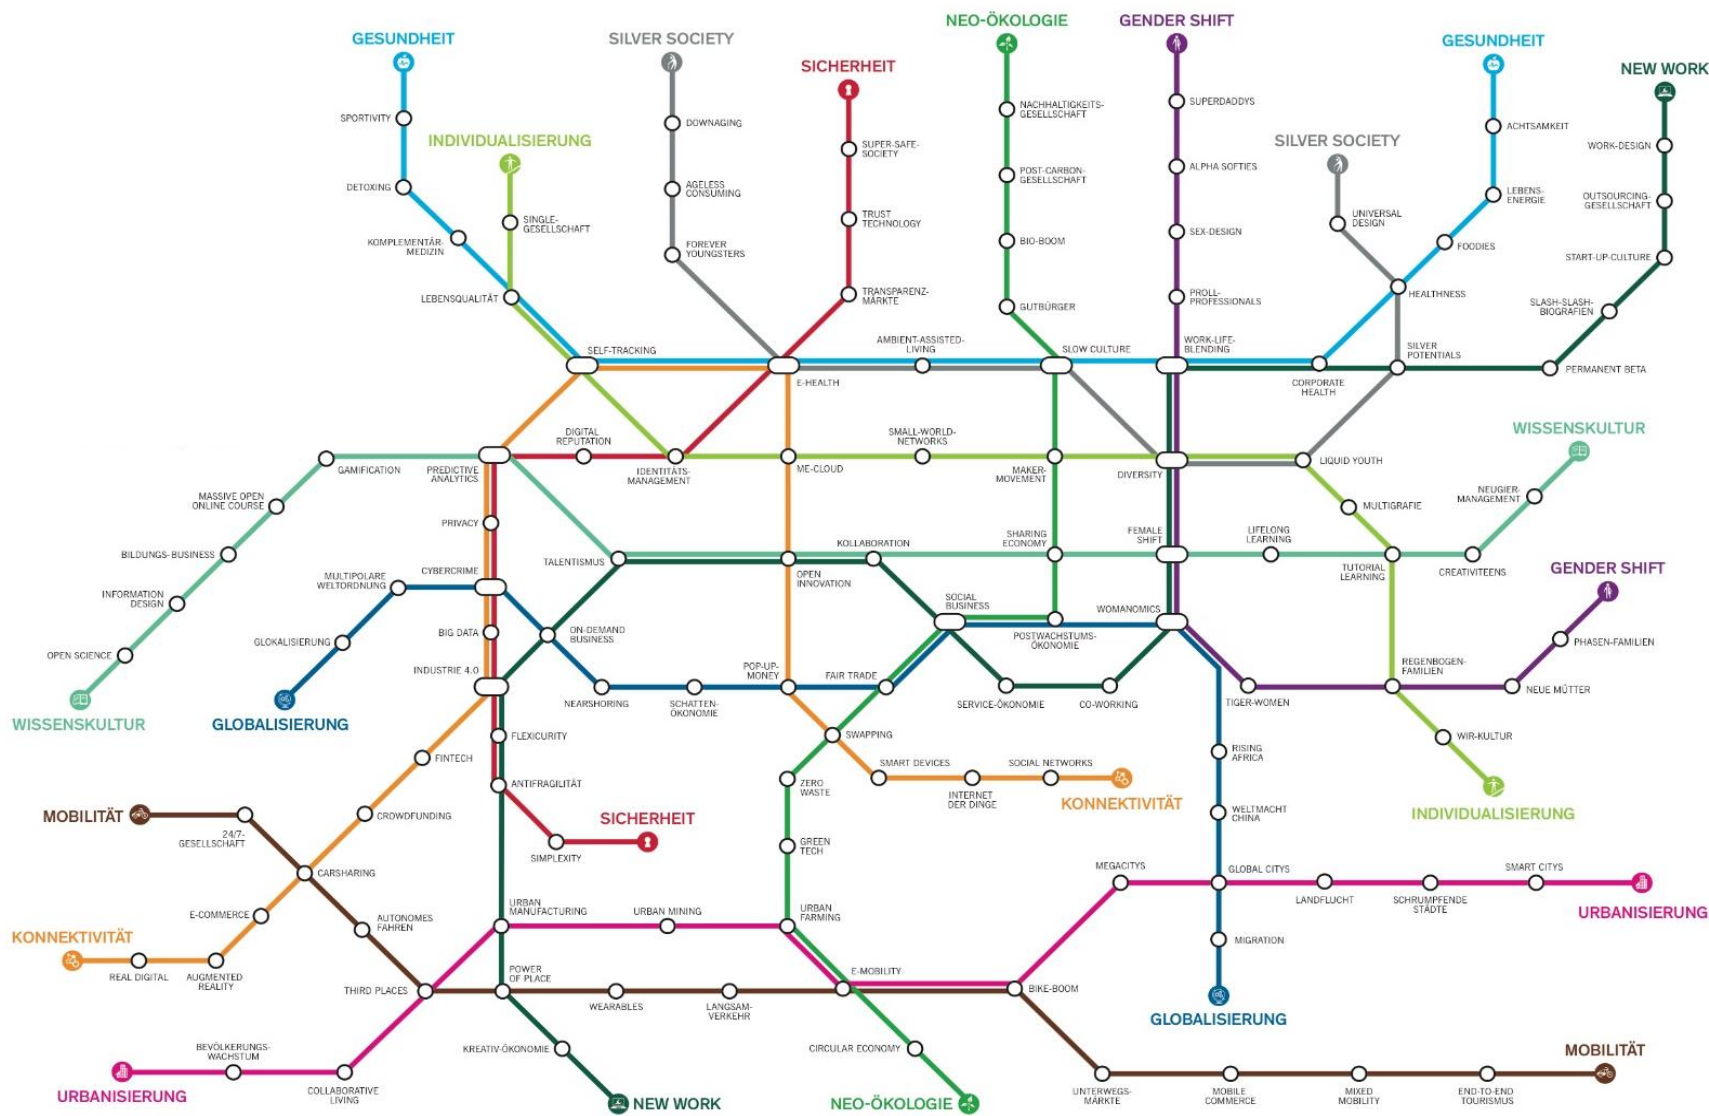 NEO-ÖKOLOGIE
GENDER SHIFT
GESUNDHEIT
SILVER SOCIETY
GESUNDHEIT
SICHERHEIT
NEW WORK
NACHHALTIGKEITS-
GESELLSCHAFT
SUPERDADDYS
SPORTIVITY
DOWNAGING
ACHTSAMKEIT
INDIVIDUALISIERUNG
SILVER SOCIETY
SUPER-SAFE-
SOCIETY
WORK-DESIGN
POST-CARBON-
GESELLSCHAFT
ALPHA SOFTIES
DETOXING
AGELESS
CONSUMING
LEBENS-
ENERGIE
OUTSOURCING-
GESELLSCHAFT
SINGLE-
GESELLSCHAFT
TRUST
TECHNOLOGY
UNIVERSAL
DESIGN
KOMPLEMENTÄR-
MEDIZIN
FOREVER
YOUNGSTERS
BIO-BOOM
SEX-DESIGN
FOODIES
START-UP-CULTURE
LEBENSQUALITÄT
TRANSPARENZ-
MÄRKTE
GUTBÜRGER
PROLL-
PROFESSIONALS
HEALTHNESS
SLASH-SLASH-
BIOGRAFIEN
SELF-TRACKING
E-HEALTH
AMBIENT-ASSISTED-
LIVING
SLOW CULTURE
WORK-LIFE-
BLENDING
CORPORATE
HEALTH
SILVER
POTENTIALS
PERMANENT BETA
WISSENSKULTUR
GAMIFICATION
PREDICTIVE
ANALYTICS
DIGITAL
REPUTATION
IDENTITÄTS-
MANAGEMENT
ME-CLOUD
SMALL-WORLD-
NETWORKS
MAKER-
MOVEMENT
DIVERSITY
LIQUID YOUTH
MASSIVE OPEN
ONLINE COURSE
MULTIGRAFIE
NEUGIER-
MANAGEMENT
PRIVACY
BILDUNGS-BUSINESS
TALENTISMUS
OPEN
INNOVATION
KOLLABORATION
SHARING
ECONOMY
FEMALE
SHIFT
LIFELONG
LEARNING
TUTORIAL
LEARNING
CREATIVITEENS
GENDER SHIFT
MULTIPOLARE
WELTORDNUNG
CYBERCRIME
INFORMATION
DESIGN
SOCIAL
BUSINESS
POSTWACHSTUMS-
ÖKONOMIE
WOMANOMICS
GLOKALISIERUNG
BIG DATA
ON-DEMAND
BUSINESS
PHASEN-FAMILIEN
OPEN SCIENCE
INDUSTRIE 4.0
NEARSHORING
SCHATTEN-
ÖKONOMIE
POP-UP-
MONEY
FAIR TRADE
SERVICE-ÖKONOMIE
CO-WORKING
TIGER-WOMEN
REGENBOGEN-
FAMILIEN
NEUE MÜTTER
WISSENSKULTUR
GLOBALISIERUNG
FLEXICURITY
SWAPPING
WIR-KULTUR
FINTECH
RISING
AFRICA
ANTIFRAGILITÄT
ZERO
WASTE
SMART DEVICES
INTERNET
DER DINGE
SOCIAL NETWORKS
KONNEKTIVITÄT
INDIVIDUALISIERUNG
MOBILITÄT
24/7-
GESELLSCHAFT
CROWDFUNDING
SICHERHEIT
WELTMACHT
CHINA
SIMPLEXITY
GREEN
TECH
CARSHARING
MEGACITYS
GLOBAL CITYS
LANDFLUCHT
SCHRUMPFENDE
STÄDTE
SMART CITYS
URBANISIERUNG
E-COMMERCE
AUTONOMES
FAHREN
URBAN
MANUFACTURING
URBAN MINING
URBAN
FARMING
KONNEKTIVITÄT
REAL DIGITAL
AUGMENTED
REALITY
MIGRATION
THIRD PLACES
POWER
OF PLACE
WEARABLES
LANGSAM-
VERKEHR
E-MOBILITY
BIKE-BOOM
GLOBALISIERUNG
BEVÖLKERUNGS-
WACHSTUM
COLLABORATIVE
LIVING
KREATIV-ÖKONOMIE
CIRCULAR ECONOMY
MOBILITÄT
UNTERWEGS-
MÄRKTE
MOBILE
COMMERCE
MIXED
MOBILITY
END-TO-END
TOURISMUS
URBANISIERUNG
NEW WORK
NEO-ÖKOLOGIE